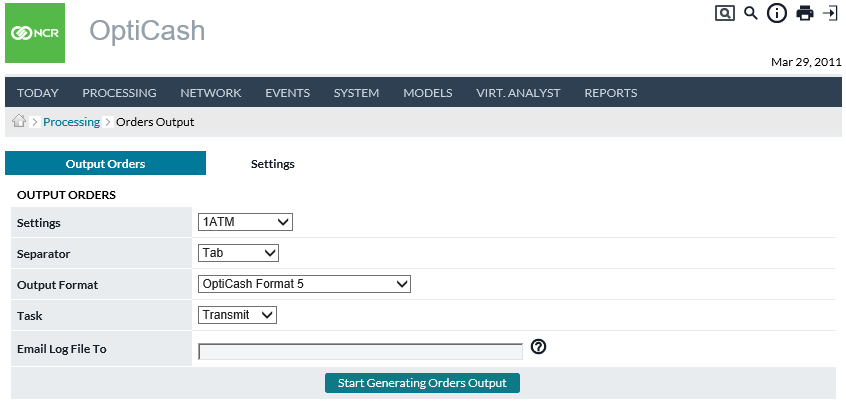 NCR
OptiCash
Mar 29, 2011
TODAY PROCESSING NETWORK EVENTS SYSTEM MODELS VIRT. ANALYST REPORTS
Processing > Orders Output
Output Orders Settings
OUTPUT ORDERS
Settings 1ATM
Separator Tab
Output Format OptiCash Format 5
Task Transmit
Email Log File To ?
Start Generating Orders Output